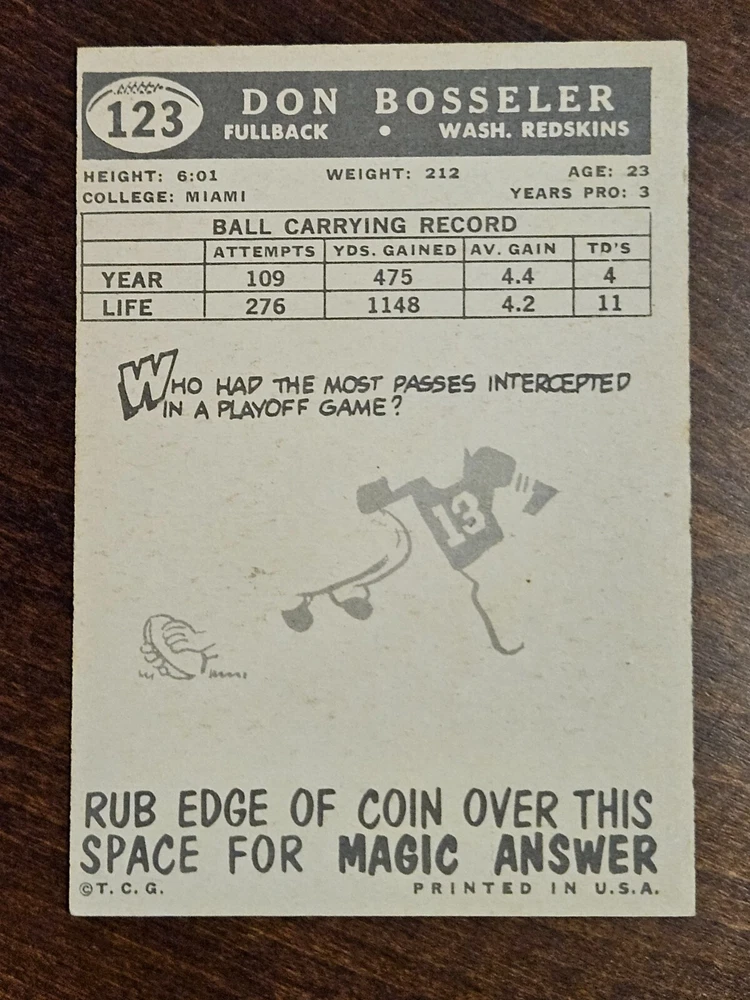 123
DON BOSSELER
FULLBACK • WASH. REDSKINS
HEIGHT: 6:01 WEIGHT: 212 AGE: 23
COLLEGE: MIAMI YEARS PRO: 3
BALL CARRYING RECORD
ATTEMPTS YDS. GAINED AV. GAIN TD'S
YEAR 109 475 4.4 4
LIFE 276 1148 4.2 11
WHO HAD THE MOST PASSES INTERCEPTED
IN A PLAYOFF GAME?
13
RUB EDGE OF COIN OVER THIS
SPACE FOR MAGIC ANSWER
©T. C. G. PRINTED IN U.S.A.